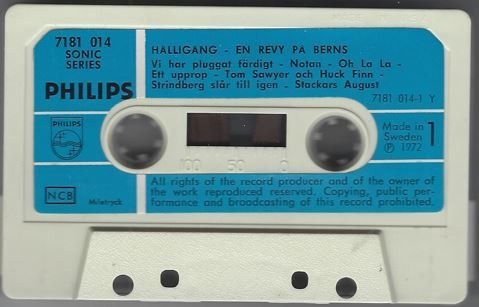 7181 014
SONIC
SERIES
PHILIPS
HALLIGANG - EN REVY PÅ BERNS
Vi har pluggat färdigt - Notan - Oh La La -
Ett upprop - Tom Sawyer och Huck Finn -
Strindberg slår till igen - Stackars August
7181 014-1 Y
PHILIPS
Made in
Sweden
Ⓟ 1972
1
100 50 0
NCB
Miletryck
All rights of the record producer and of the owner of
the work reproduced reserved. Copying, public per-
formance and broadcasting of this record prohibited.